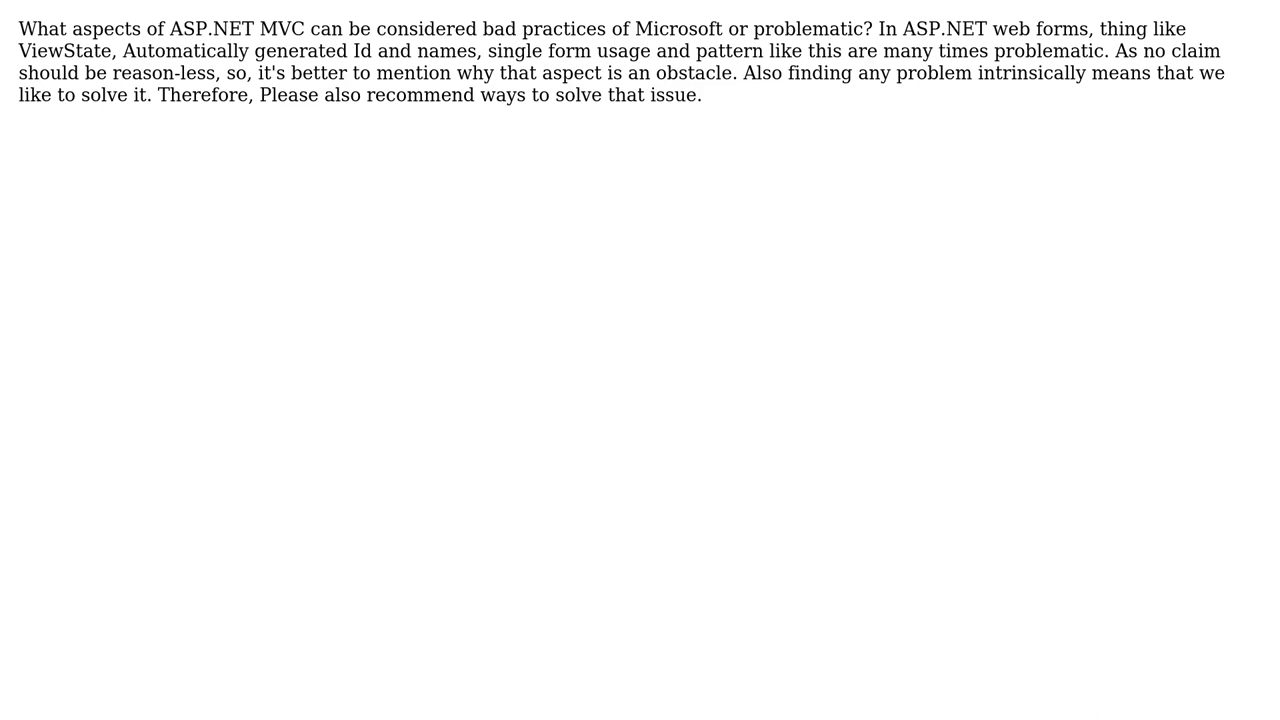 What aspects of ASP.NET MVC can be considered bad practices of Microsoft or problematic? In ASP.NET web forms, thing like
ViewState, Automatically generated Id and names, single form usage and pattern like this are many times problematic. As no claim
should be reason-less, so, it's better to mention why that aspect is an obstacle. Also finding any problem intrinsically means that we
like to solve it. Therefore, Please also recommend ways to solve that issue.